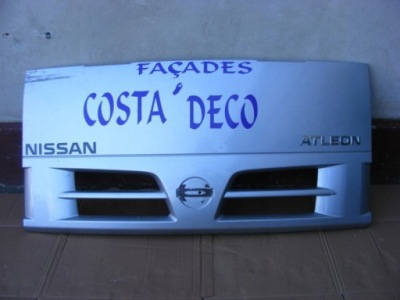 FAÇADES
COSTA' DECO
NISSAN ATLEON